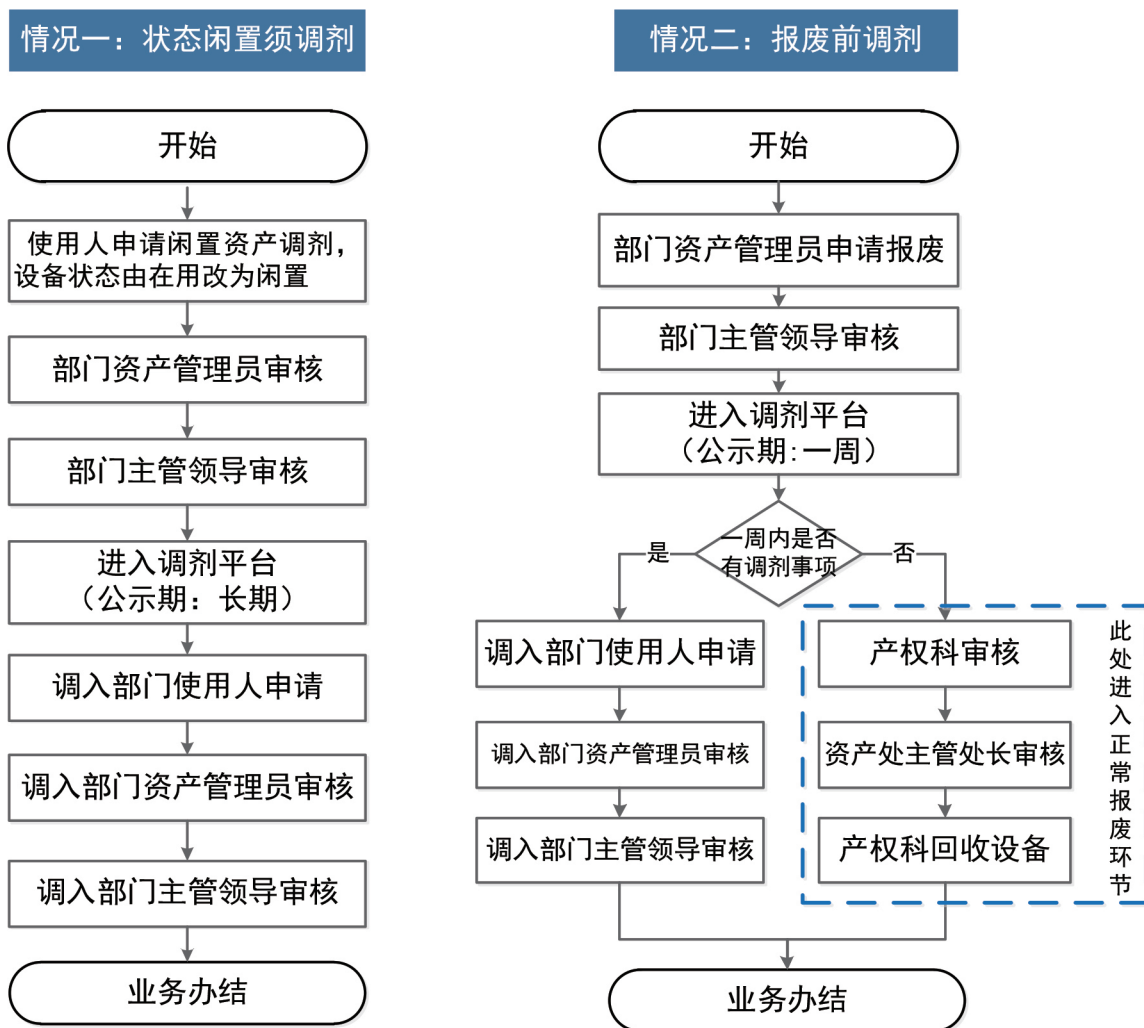 情况一：状态闲置须调剂
开始
使用人申请闲置资产调剂，
设备状态由在用改为闲置
部门资产管理员审核
部门主管领导审核
进入调剂平台
（公示期：长期）
调入部门使用人申请
调入部门资产管理员审核
调入部门主管领导审核
业务办结
情况二：报废前调剂
开始
部门资产管理员申请报废
部门主管领导审核
进入调剂平台
（公示期:一周）
一周内是否
有调剂事项
是
否
调入部门使用人申请
调入部门资产管理员审核
调入部门主管领导审核
产权科审核
资产处主管处长审核
产权科回收设备
此处进入正常报废环节
业务办结